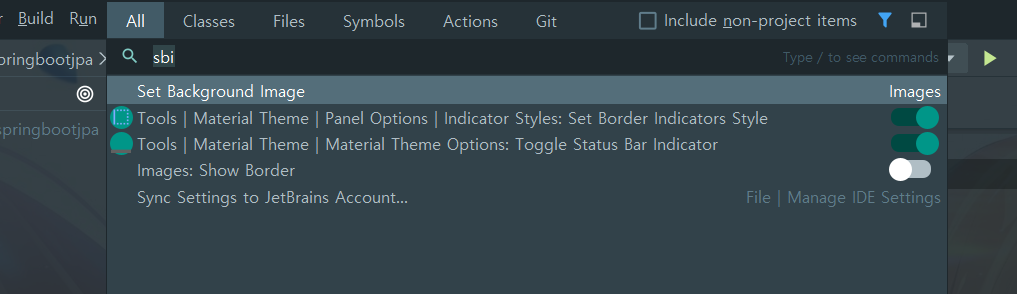 Build Run
All Classes Files Symbols Actions Git Include non-project items
pringbootjpa
sbi Type / to see commands
Set Background Image Images
springbootjpa
Tools | Material Theme | Panel Options | Indicator Styles: Set Border Indicators Style
Tools | Material Theme | Material Theme Options: Toggle Status Bar Indicator
Images: Show Border
Sync Settings to JetBrains Account... File | Manage IDE Settings